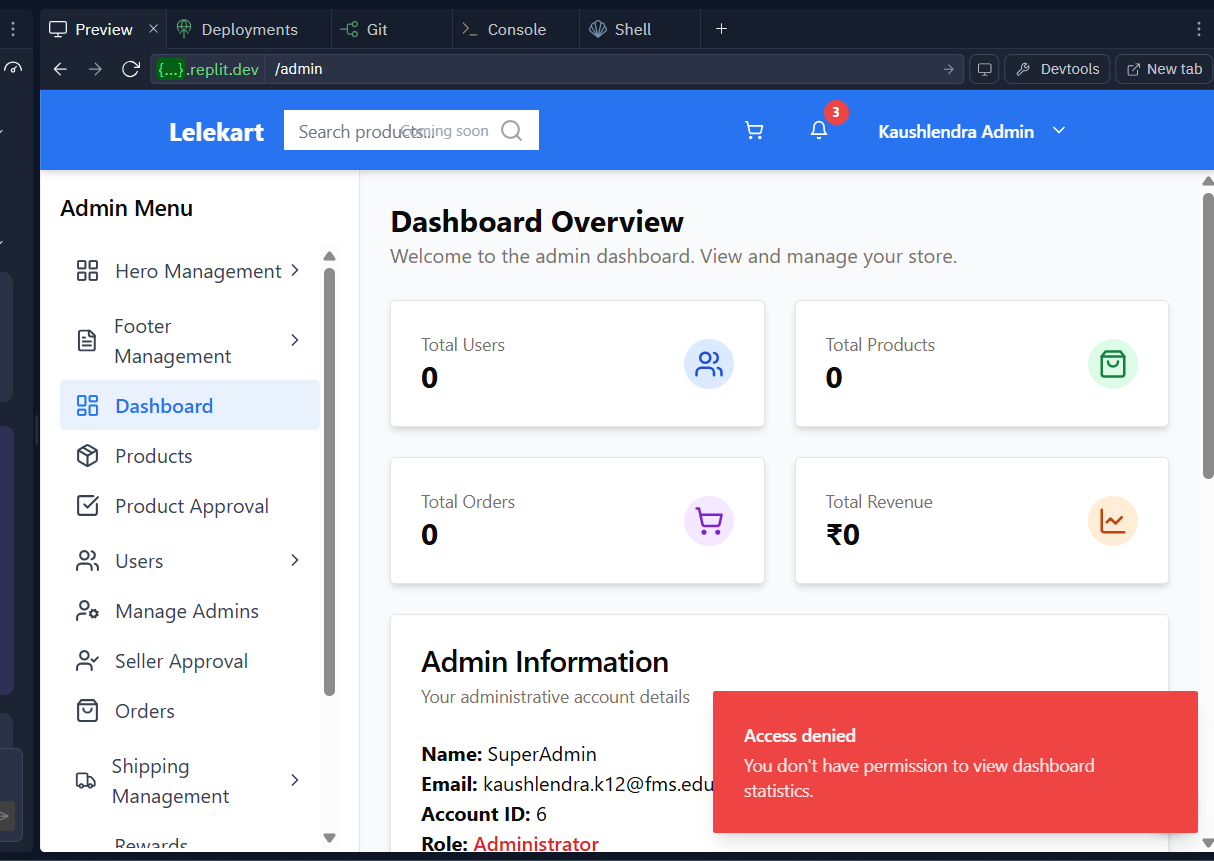 Preview
Deployments
Git
Console
Shell
{...}.replit.dev /admin
Devtools
New tab
Lelekart
Search products...
Coming soon
3
Kaushlendra Admin
Admin Menu
Hero Management
Footer
Management
Dashboard
Products
Product Approval
Users
Manage Admins
Seller Approval
Orders
Shipping
Management
Rewards
Dashboard Overview
Welcome to the admin dashboard. View and manage your store.
Total Users
0
Total Products
0
Total Orders
0
Total Revenue
₹0
Admin Information
Your administrative account details
Name: SuperAdmin
Email: kaushlendra.k12@fms.edu
Account ID: 6
Role: Administrator
Access denied
You don't have permission to view dashboard
statistics.